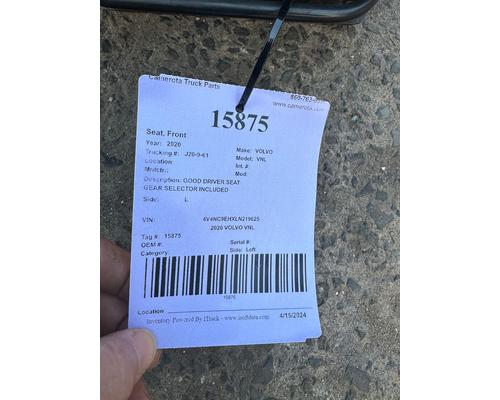 Camerota Truck Parts
www.camerota.com
15875
Seat, Front
Year: 2020 Make: VOLVO
Tracking #: J20-9-61 Model: VNL
Location: Int. #:
Mnfctr.: Mod:
Description: GOOD DRIVER SEAT
GEAR SELECTOR INCLUDED
Side: L
VIN: 4V4NC9EHXLN219625
2020 VOLVO VNL
Tag #: 15875
OEM #: Serial #:
Category: Side: Left
15875
Location
Inventory Powered By ITrack - www.isoftdata.com 4/15/2024